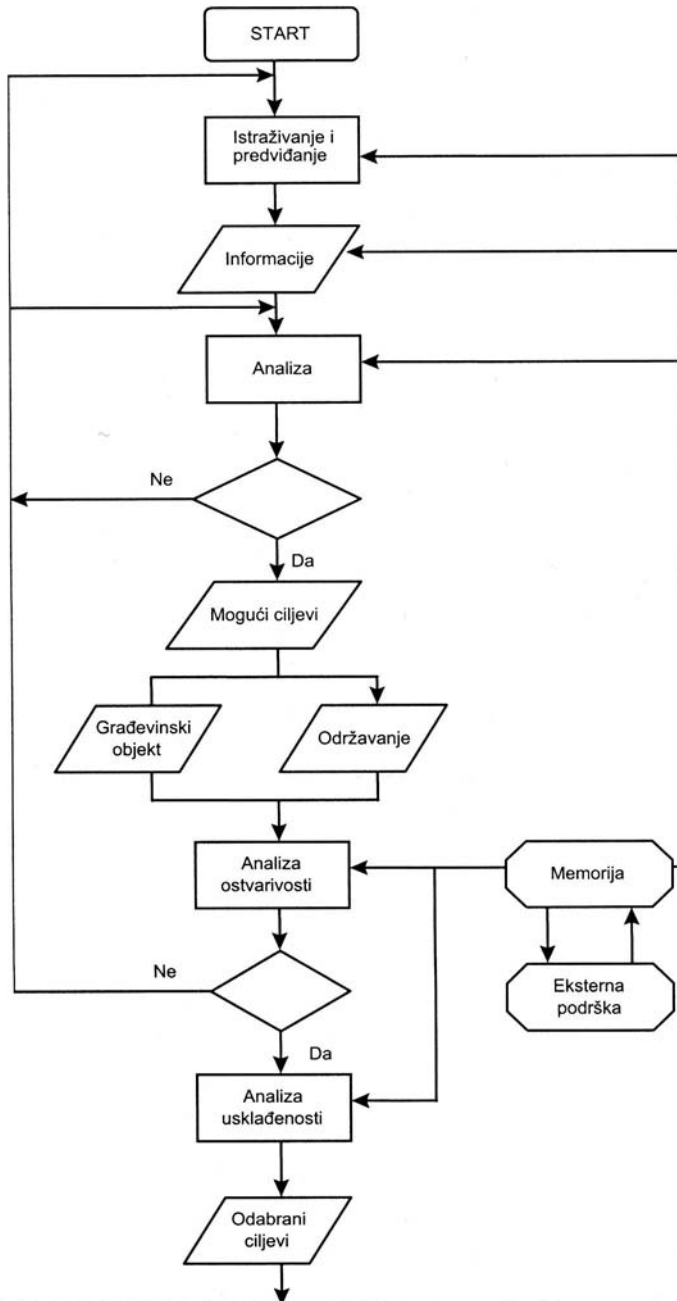 START
Istraživanje i
predviđanje
Informacije
Analiza
Ne
Da
Mogući ciljevi
Građevinski
objekt
Održavanje
Analiza
ostvarivosti
Memorija
Ne
Eksterna
podrška
Da
Analiza
usklađenosti
Odabrani
ciljevi